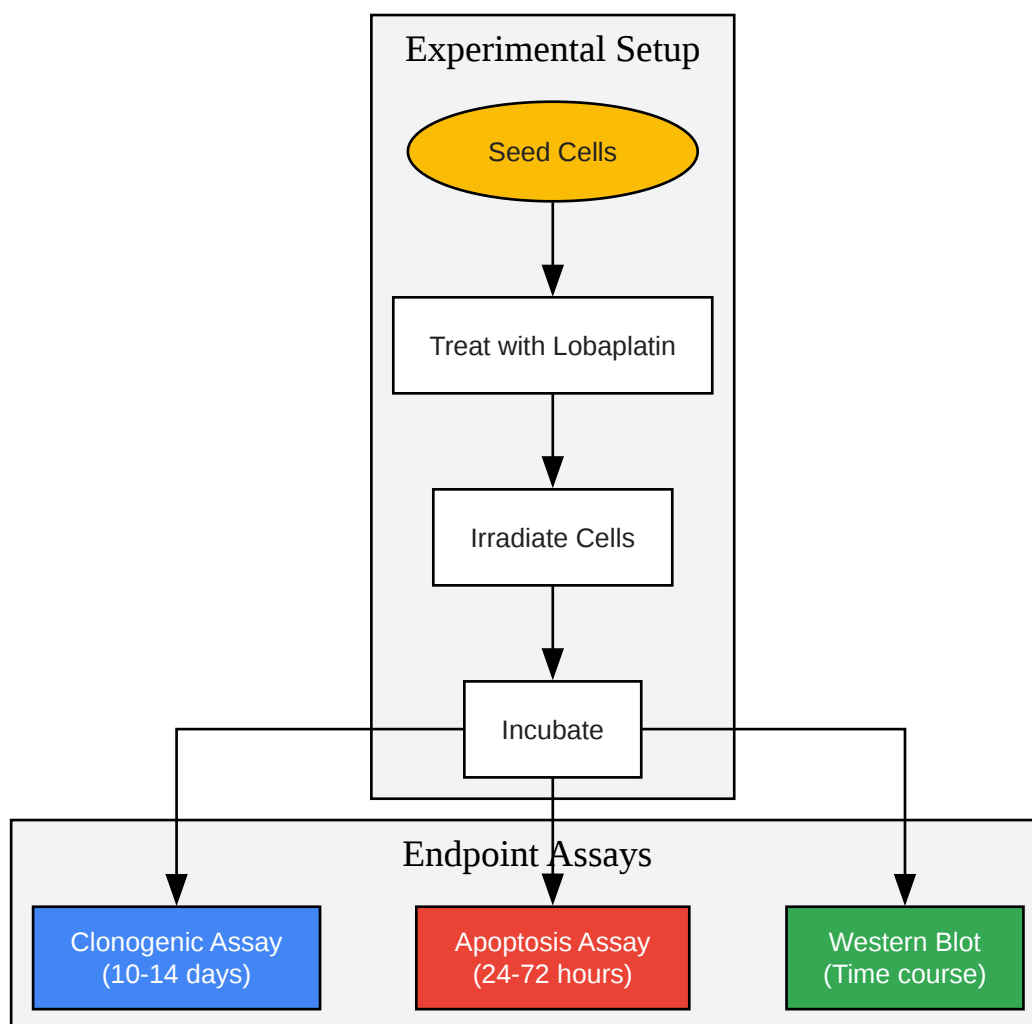 Experimental Setup
Seed Cells
Treat with Lobaplatin
Irradiate Cells
Incubate
Endpoint Assays
Clonogenic Assay
(10-14 days)
Apoptosis Assay
(24-72 hours)
Western Blot
(Time course)